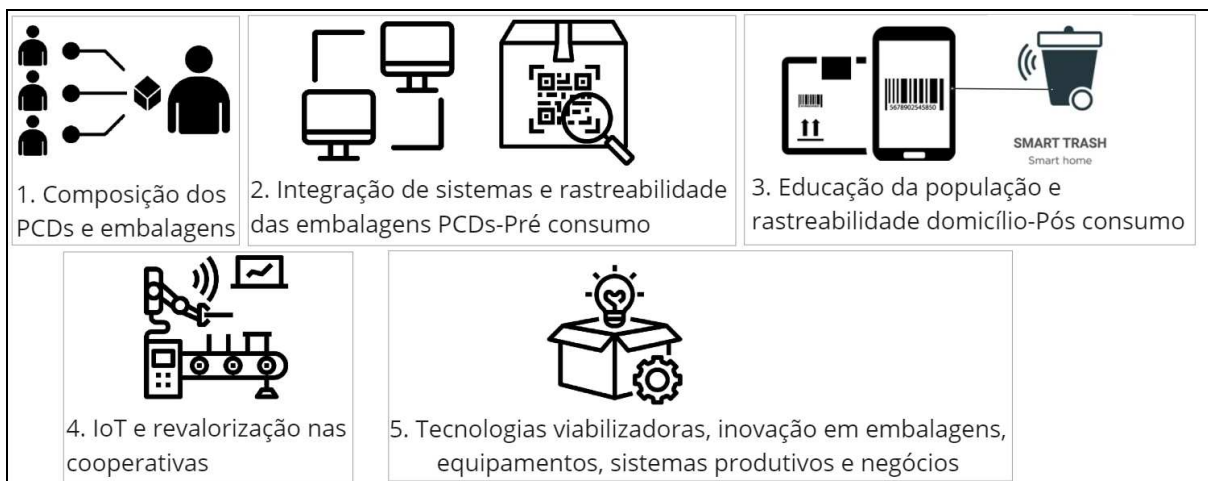 5678902545850
SMART TRASH
Smart home
1. Composição dos
PCDs e embalagens
2. Integração de sistemas e rastreabilidade
das embalagens PCDs-Pré consumo
3. Educação da população e
rastreabilidade domicílio-Pós consumo
4. IoT e revalorização nas
cooperativas
5. Tecnologias viabilizadoras, inovação em embalagens,
equipamentos, sistemas produtivos e negócios